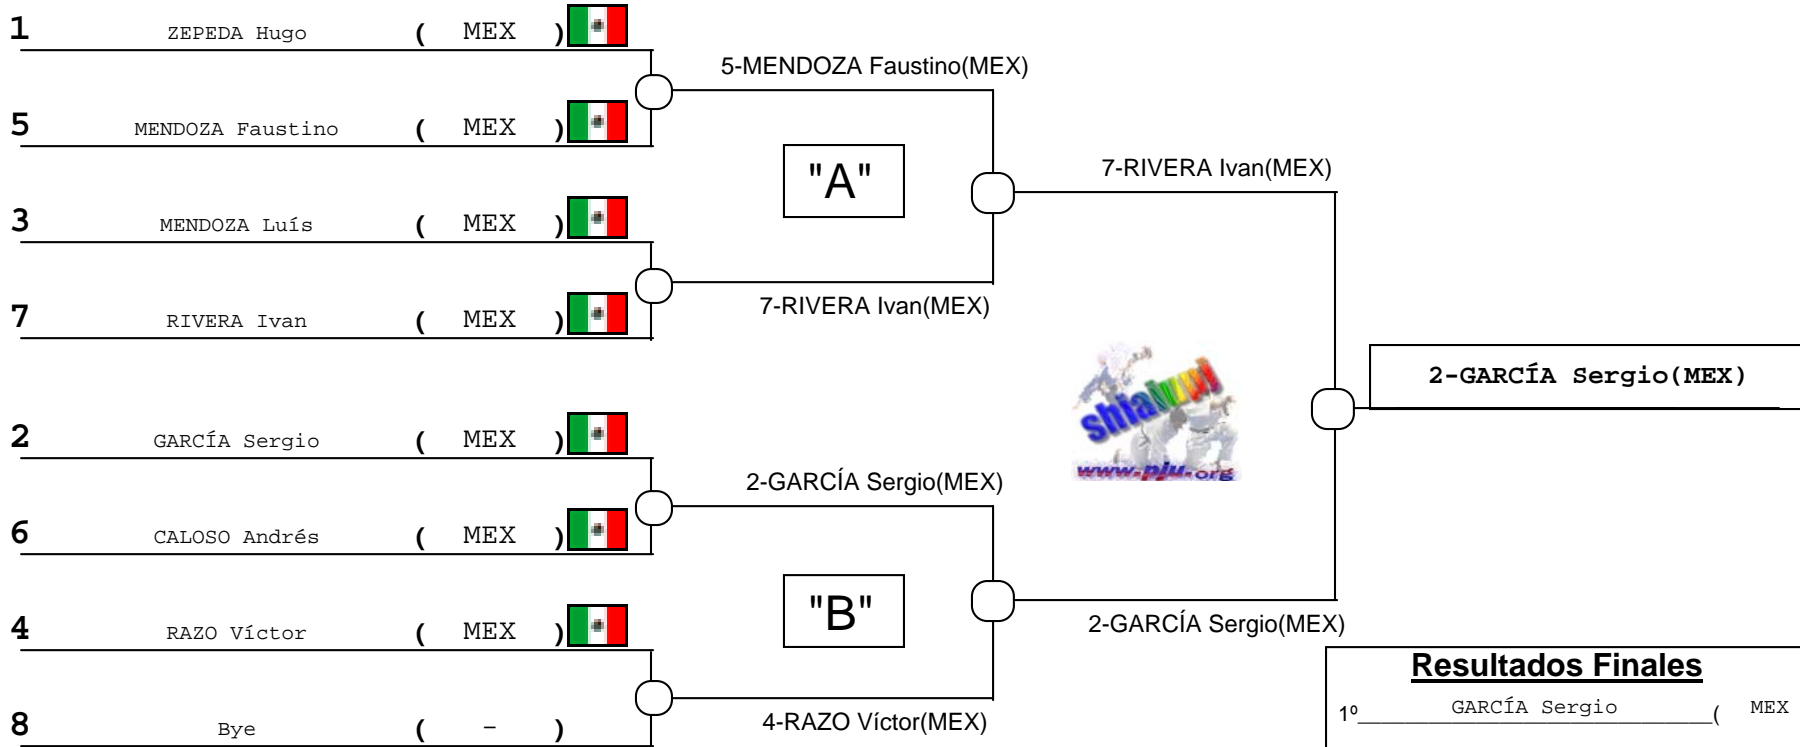 1 ZEPEDA Hugo ( MEX )
5-MENDOZA Faustino(MEX)
5 MENDOZA Faustino ( MEX )
"A"
7-RIVERA Ivan(MEX)
3 MENDOZA Luís ( MEX )
7-RIVERA Ivan(MEX)
7 RIVERA Ivan ( MEX )
shiai
www.pju.org
2-GARCÍA Sergio(MEX)
2 GARCÍA Sergio ( MEX )
2-GARCÍA Sergio(MEX)
6 CALOSO Andrés ( MEX )
"B"
2-GARCÍA Sergio(MEX)
4 RAZO Víctor ( MEX )
4-RAZO Víctor(MEX)
8 Bye ( - )
Resultados Finales
1º GARCÍA Sergio ( MEX